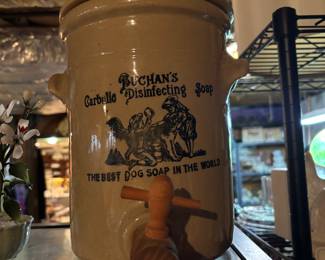 BUCHAN'S
Carbolic Disinfecting Soap
THE BEST DOG SOAP IN THE WORLD